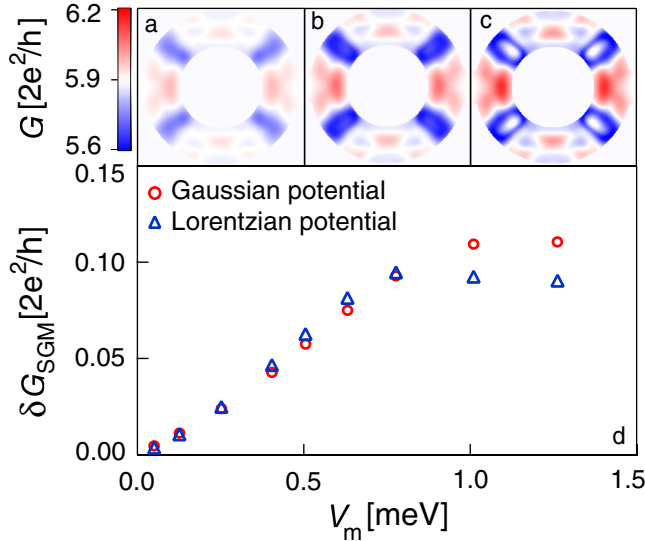 6.2
5.9
5.6
G [2e²/h]
a
b
c
0.15
0.10
0.05
0.00
δG_SGM [2e²/h]
Gaussian potential
Lorentzian potential
d
0.0
0.5
1.0
1.5
V_m [meV]